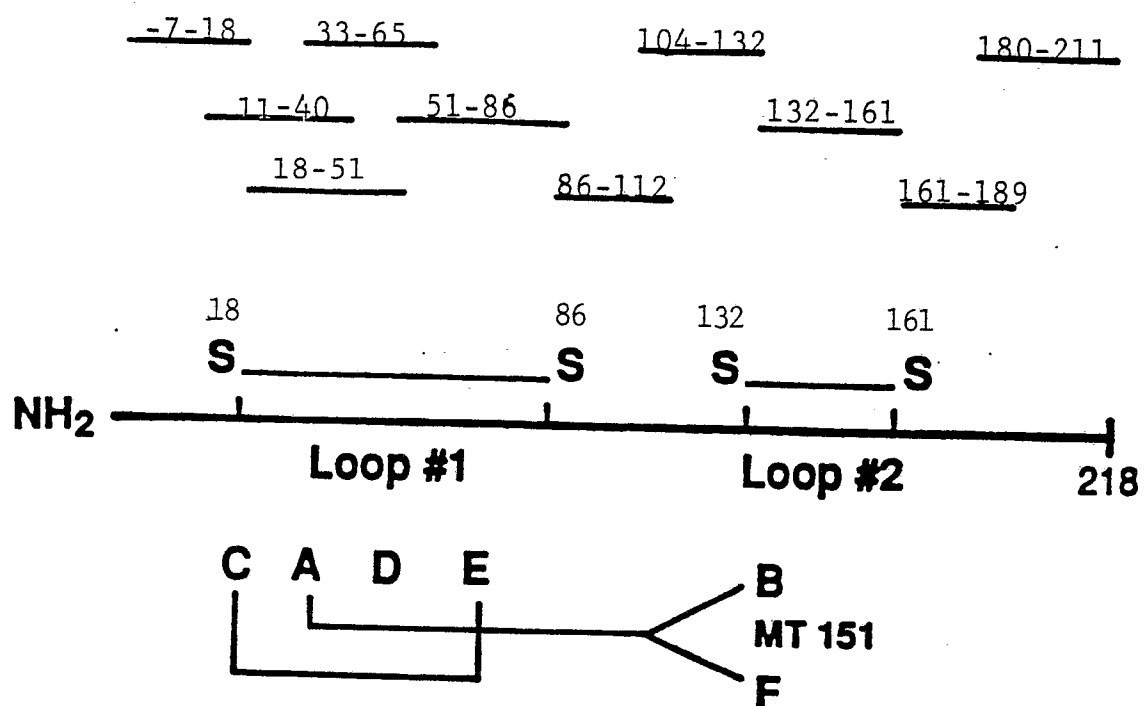 -7-18 33-65 104-132 180-211
11-40 51-86 132-161
18-51 86-112 161-189
18 86 132 161
S S S S
NH2
Loop #1 Loop #2 218
C A D E B
MT 151
F